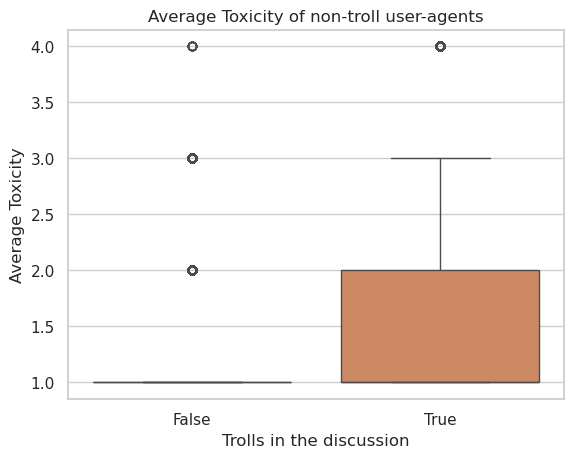 Average Toxicity of non-troll user-agents
Average Toxicity
4.0
3.5
3.0
2.5
2.0
1.5
1.0
False
True
Trolls in the discussion